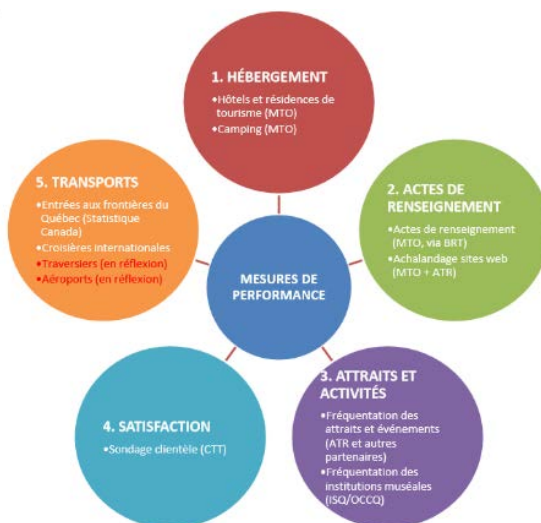 1. HÉBERGEMENT
•Hôtels et résidences de
tourisme (MTO)
•Camping (MTO)
2. ACTES DE
RENSEIGNEMENT
•Actes de renseignement
(MTO, via BRT)
•Achalandage sites web
(MTO + ATR)
3. ATTRAITS ET
ACTIVITÉS
•Fréquentation des
attraits et événements
(ATR et autres
partenaires)
•Fréquentation des
institutions muséales
(ISQ/OCCQ)
4. SATISFACTION
•Sondage clientèle (CTT)
5. TRANSPORTS
•Entrées aux frontières du
Québec (Statistique
Canada)
•Croisières internationales
•Traversiers (en réflexion)
•Aéroports (en réflexion)
MESURES DE
PERFORMANCE